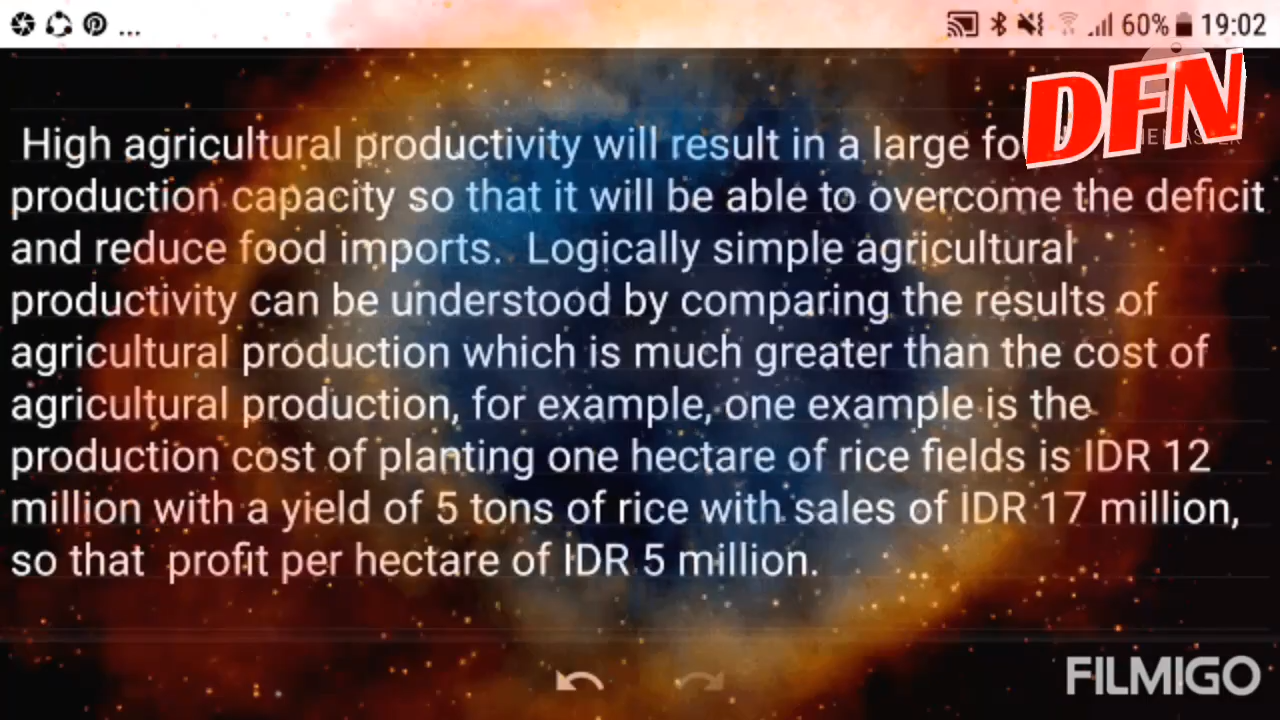 ... 60% 19:02
DFN
High agricultural productivity will result in a large
production capacity so that it will be able to overcome the deficit
and reduce food imports.  Logically simple agricultural
productivity can be understood by comparing the results of
agricultural production which is much greater than the cost of
agricultural production, for example, one example is the
production cost of planting one hectare of rice fields is IDR 12
million with a yield of 5 tons of rice with sales of IDR 17 million,
so that  profit per hectare of IDR 5 million.
FILMIGO